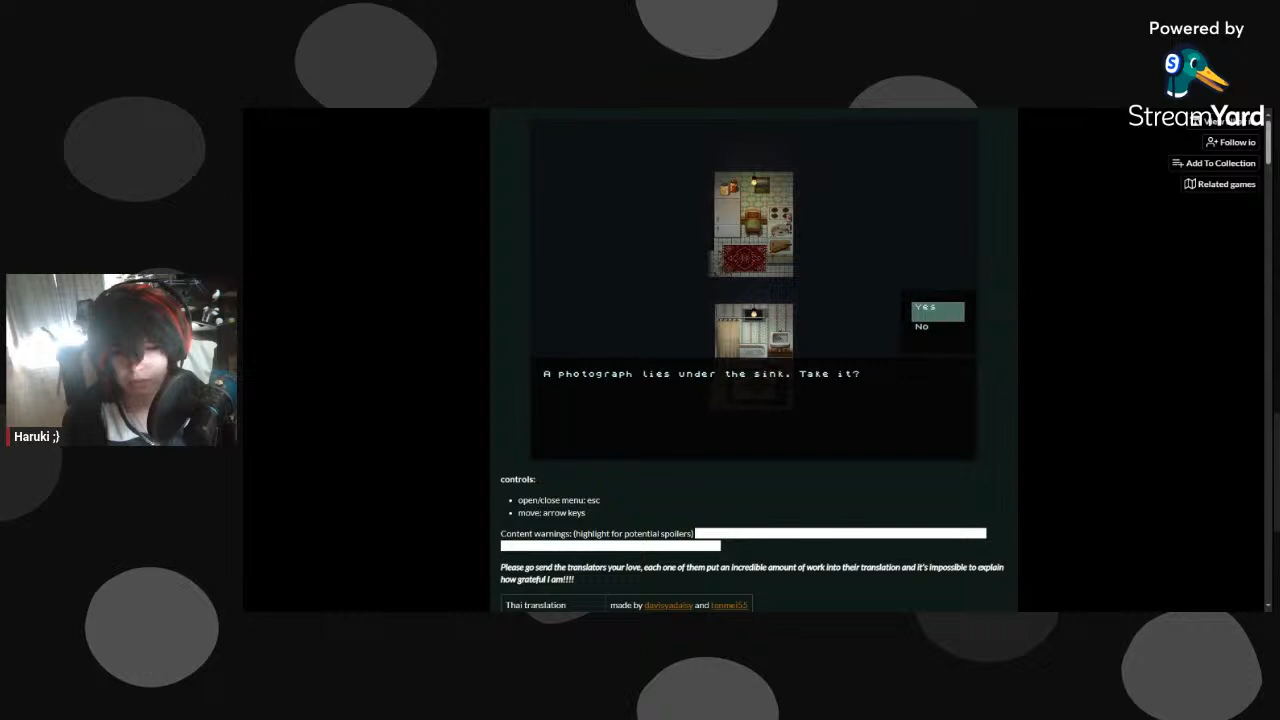 Powered by
StreamYard
Follow io
Add To Collection
Related games
Yes
No
A photograph lies under the sink. Take it?
Haruki ;}
controls:
open/close menu: esc
move: arrow keys
Content warnings: (highlight for potential spoilers)
Please go send the translators your love, each one of them put an incredible amount of work into their translation and it's impossible to explain
how grateful I am!!!!
Thai translation
made by davisyadaisy and tenmei55